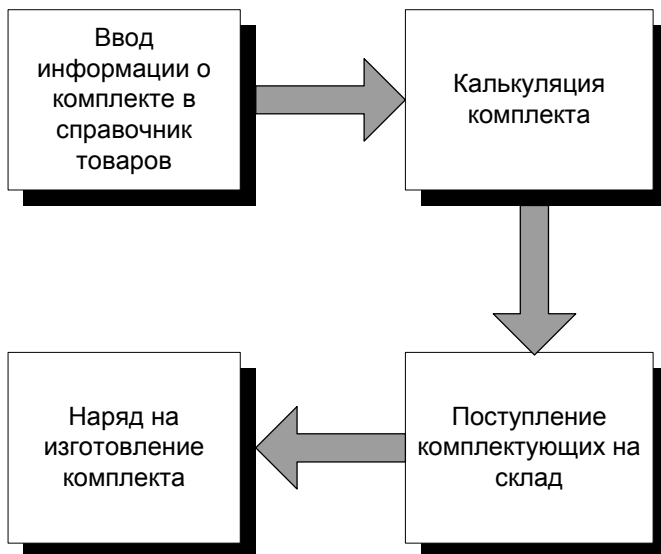 Ввод
информации о
комплекте в
справочник
товаров
Калькуляция
комплекта
Поступление
комплектующих на
склад
Наряд на
изготовление
комплекта